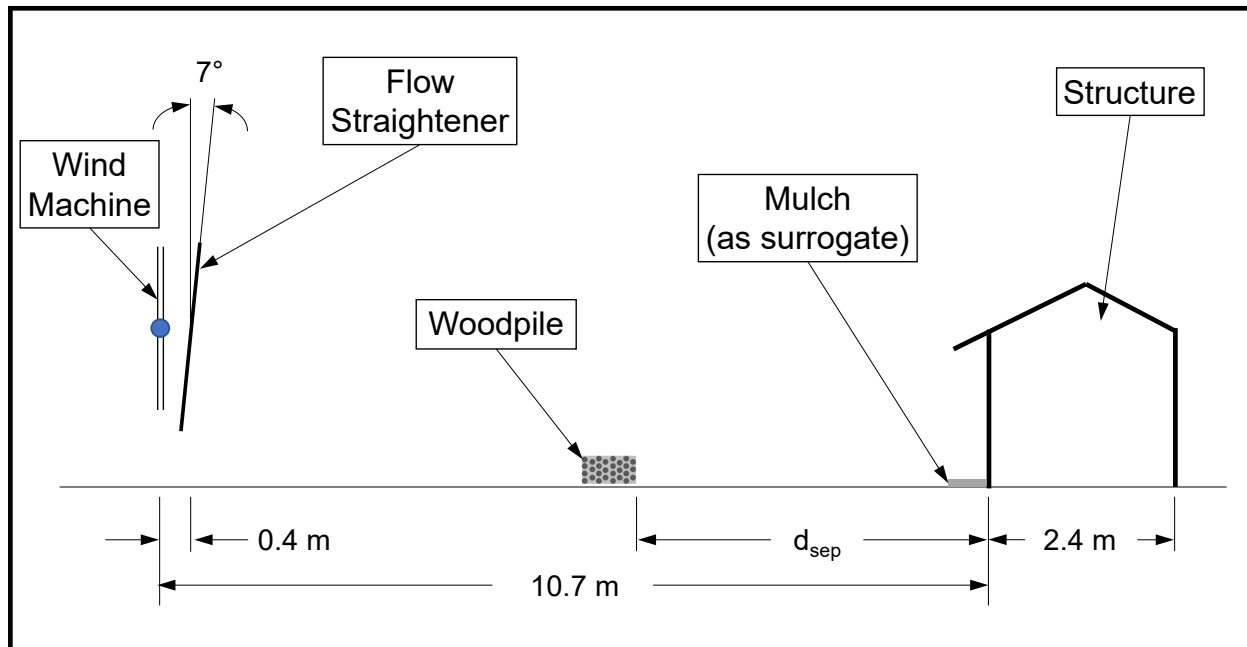 7°
Flow
Straightener
Structure
Wind
Machine
Mulch
(as surrogate)
Woodpile
0.4 m
d_sep
2.4 m
10.7 m